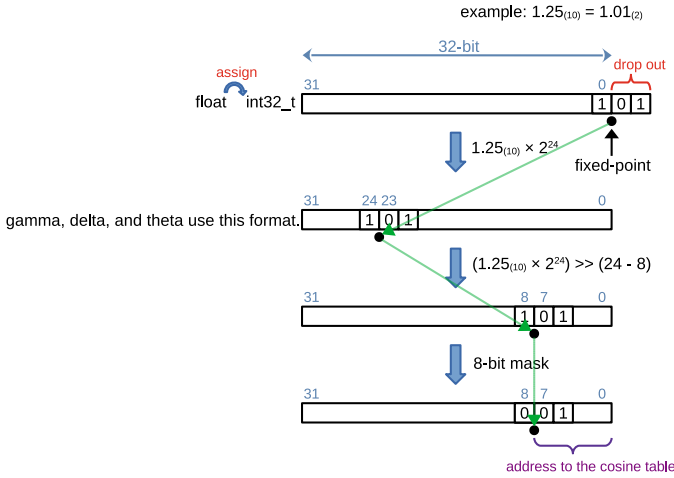 example: 1.25(10) = 1.01(2)
32-bit
drop out
assign
31 0
float int32_t
1 0 1
1.25(10) × 2^24
fixed-point
31 24 23 0
gamma, delta, and theta use this format.
1 0 1
(1.25(10) × 2^24) >> (24 - 8)
31 8 7 0
1 0 1
8-bit mask
31 8 7 0
0 0 1
address to the cosine table